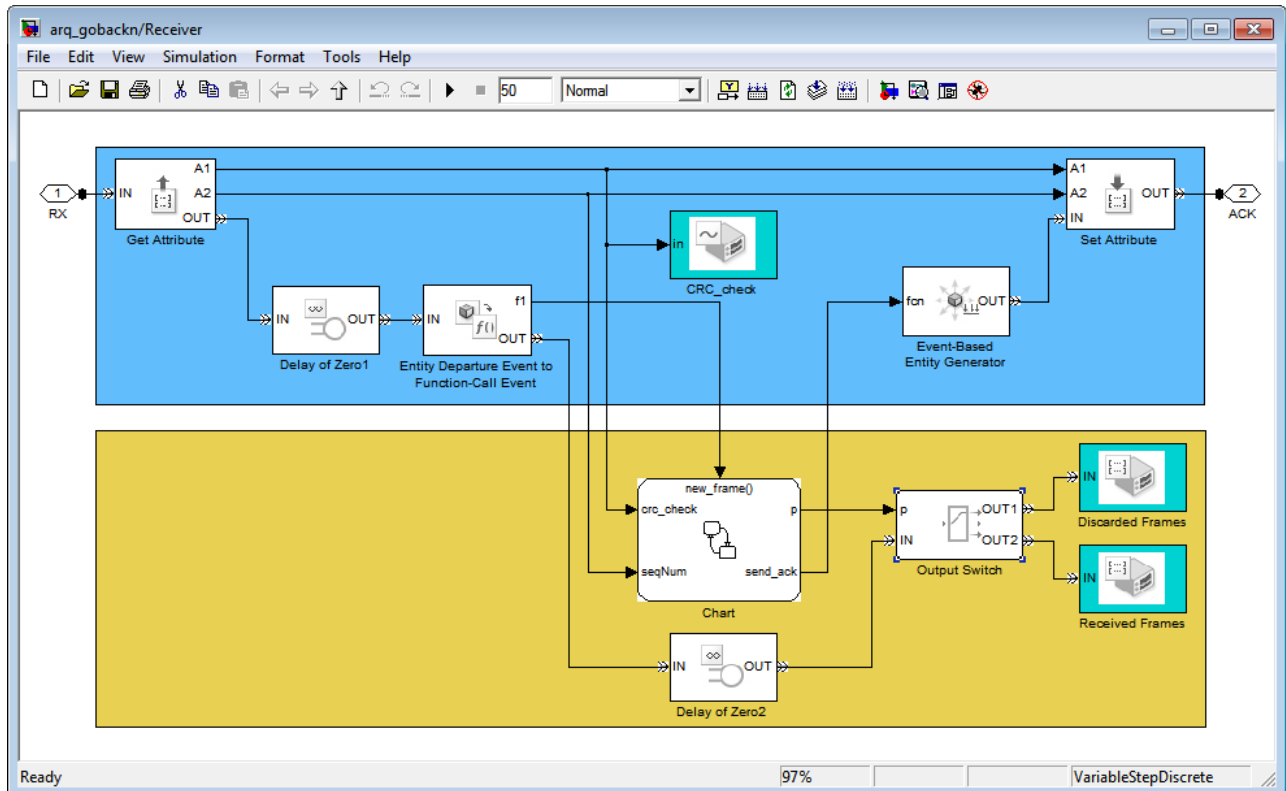 arq_gobackn/Receiver
File Edit View Simulation Format Tools Help
50 Normal
A1
IN A2
OUT
Get Attribute
1
RX
A1
A2 OUT
IN
Set Attribute
2
ACK
in
CRC_check
IN OUT
Delay of Zero1
f1
IN f()
OUT
Entity Departure Event to
Function-Call Event
fcn OUT
Event-Based
Entity Generator
new_frame()
crc_check p
seqNum send_ack
Chart
p OUT1
IN OUT2
Output Switch
IN
Discarded Frames
IN
Received Frames
IN OUT
Delay of Zero2
Ready 97% VariableStepDiscrete